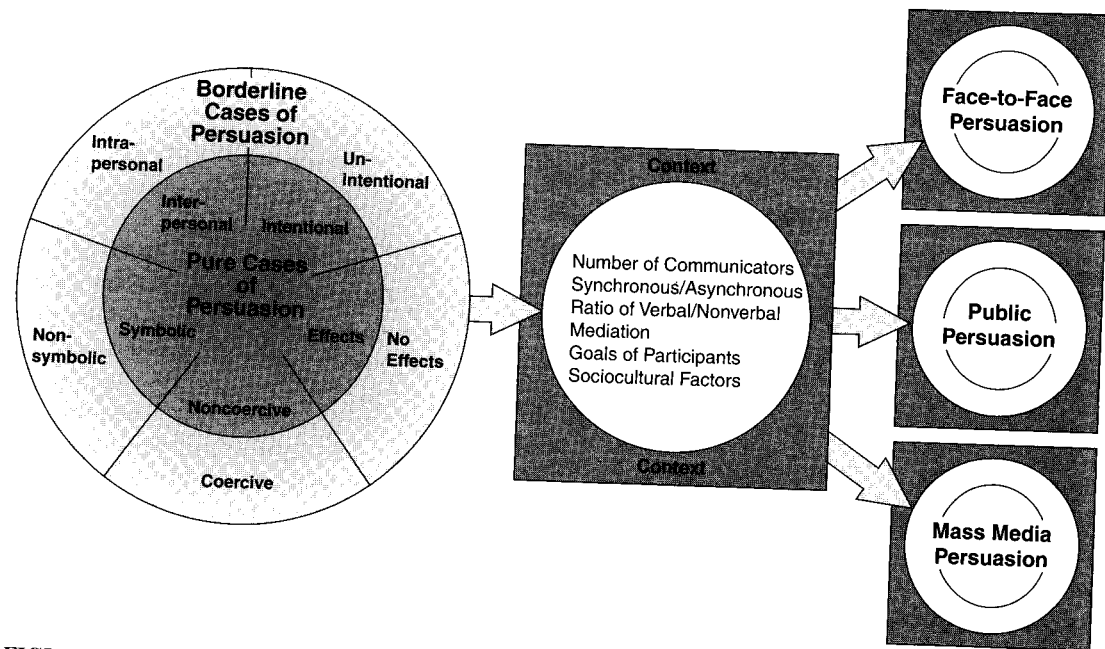 Borderline
Cases of
Persuasion
Intra-
personal
Un-
intentional
Inter-
personal
Intentional
Pure Cases
of
Persuasion
Non-
symbolic
Symbolic
Effects
No
Effects
Noncoercive
Coercive
Context
Number of Communicators
Synchronous/Asynchronous
Ratio of Verbal/Nonverbal
Mediation
Goals of Participants
Sociocultural Factors
Context
Face-to-Face
Persuasion
Public
Persuasion
Mass Media
Persuasion